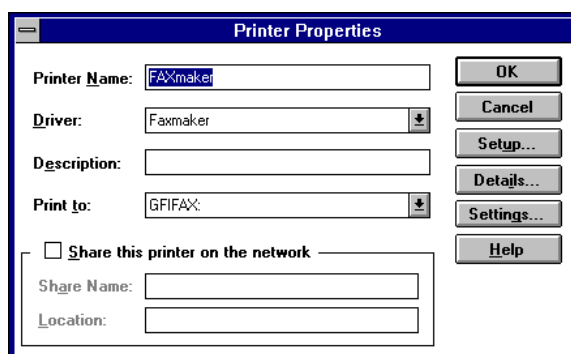 Printer Properties
Printer Name: FAXmaker
Driver: Faxmaker
Description:
Print to: GFIFAX:
Share this printer on the network
Share Name:
Location:
OK
Cancel
Setup...
Details...
Settings...
Help